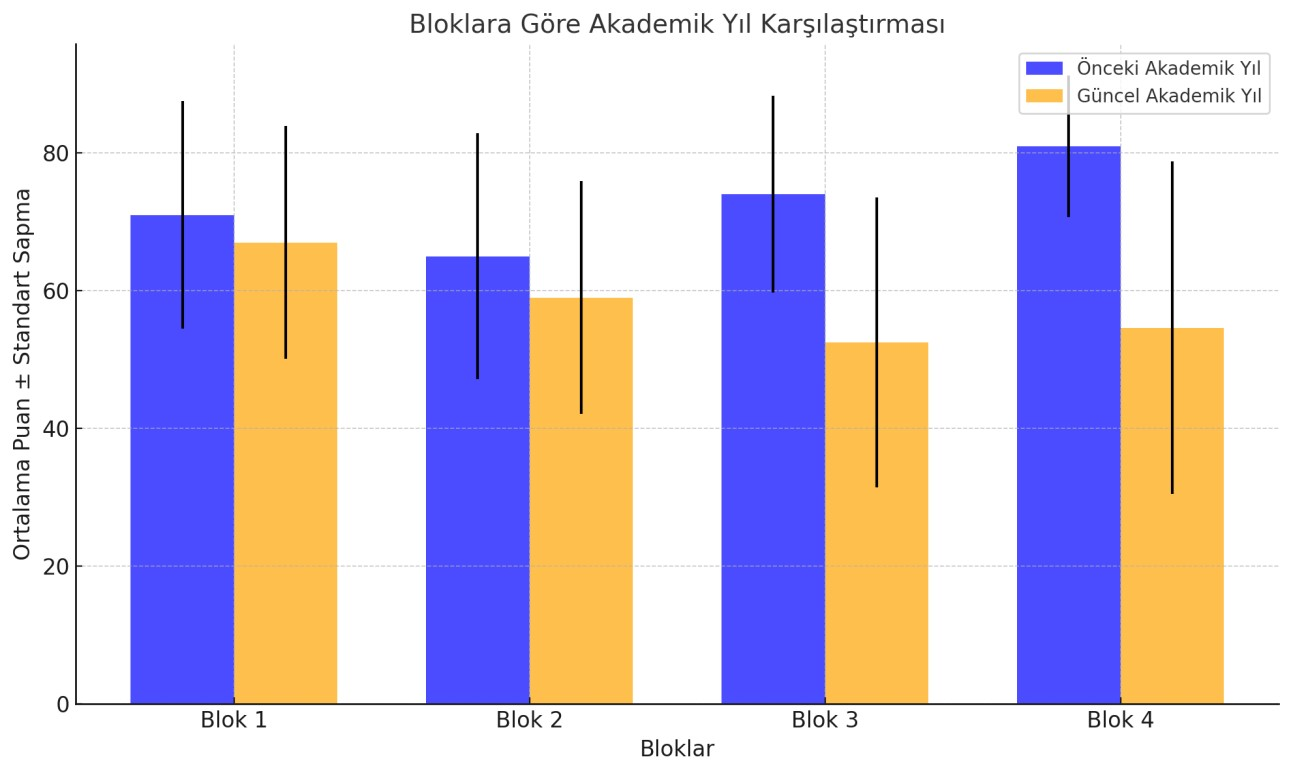 Bloklara Göre Akademik Yıl Karşılaştırması
Önceki Akademik Yıl
Güncel Akademik Yıl
Ortalama Puan ± Standart Sapma
80
60
40
20
0
Blok 1
Blok 2
Blok 3
Blok 4
Bloklar